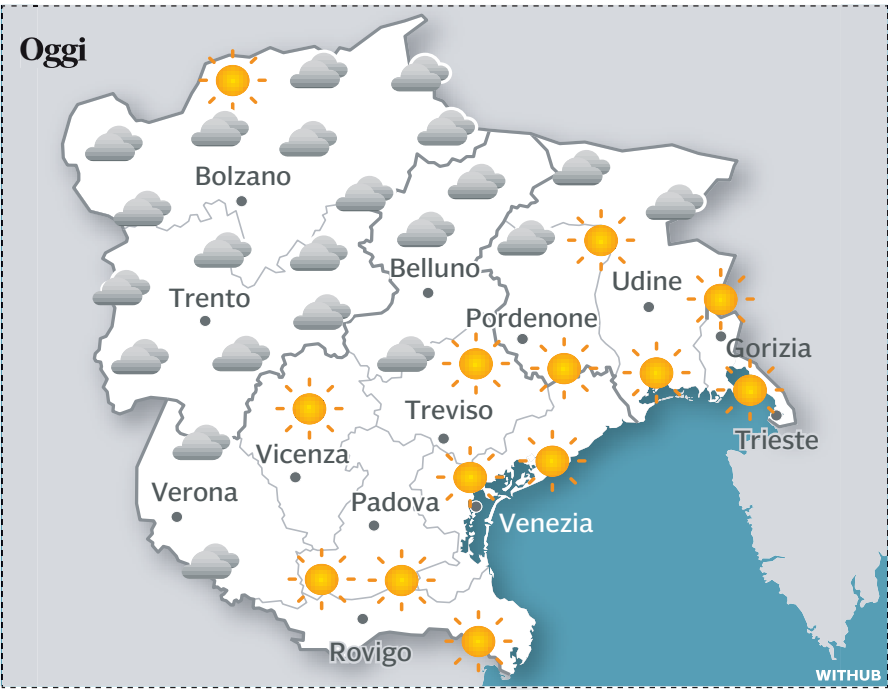 Oggi
Bolzano
Belluno
Trento
Udine
Pordenone
Gorizia
Treviso
Trieste
Vicenza
Verona
Padova
Venezia
Rovigo
WITHUB